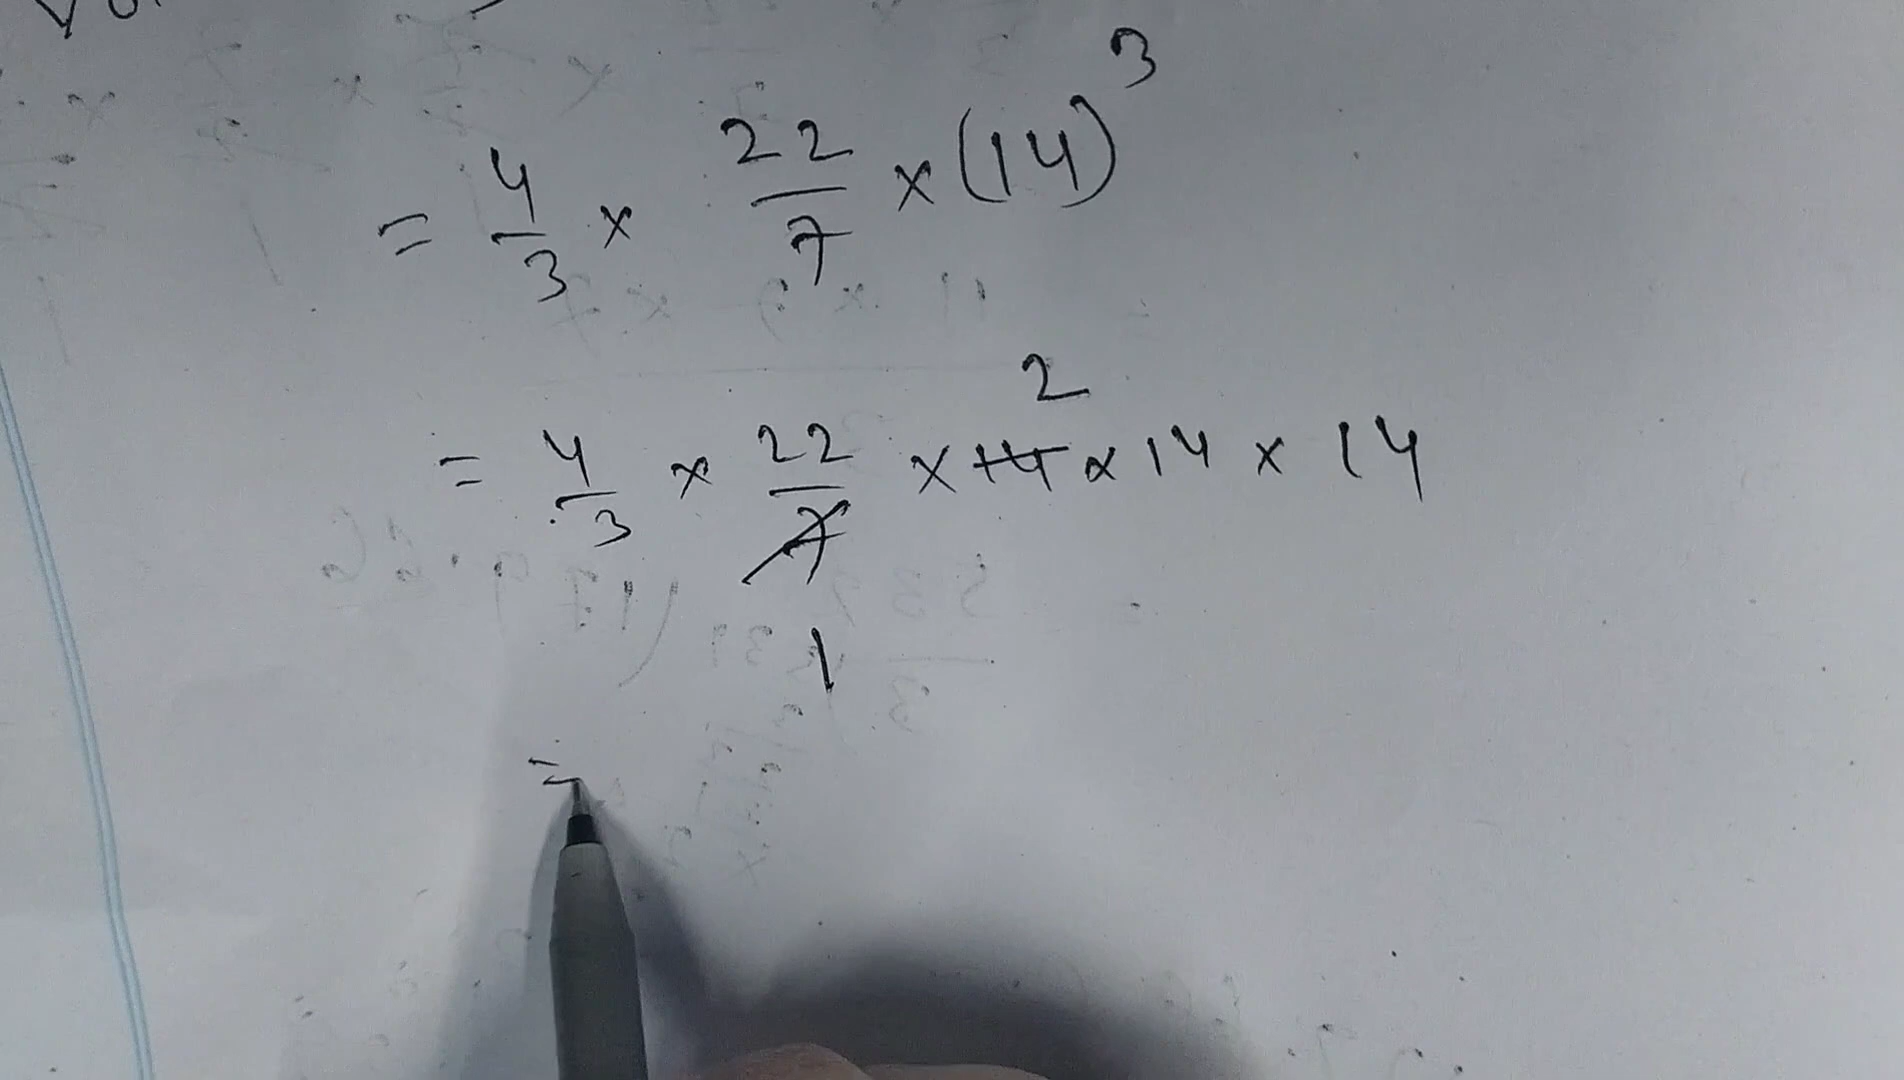 = 4/3 × 22/7 × (14)³
2
= 4/3 × 22/7 × 14 × 14 × 14
1
=